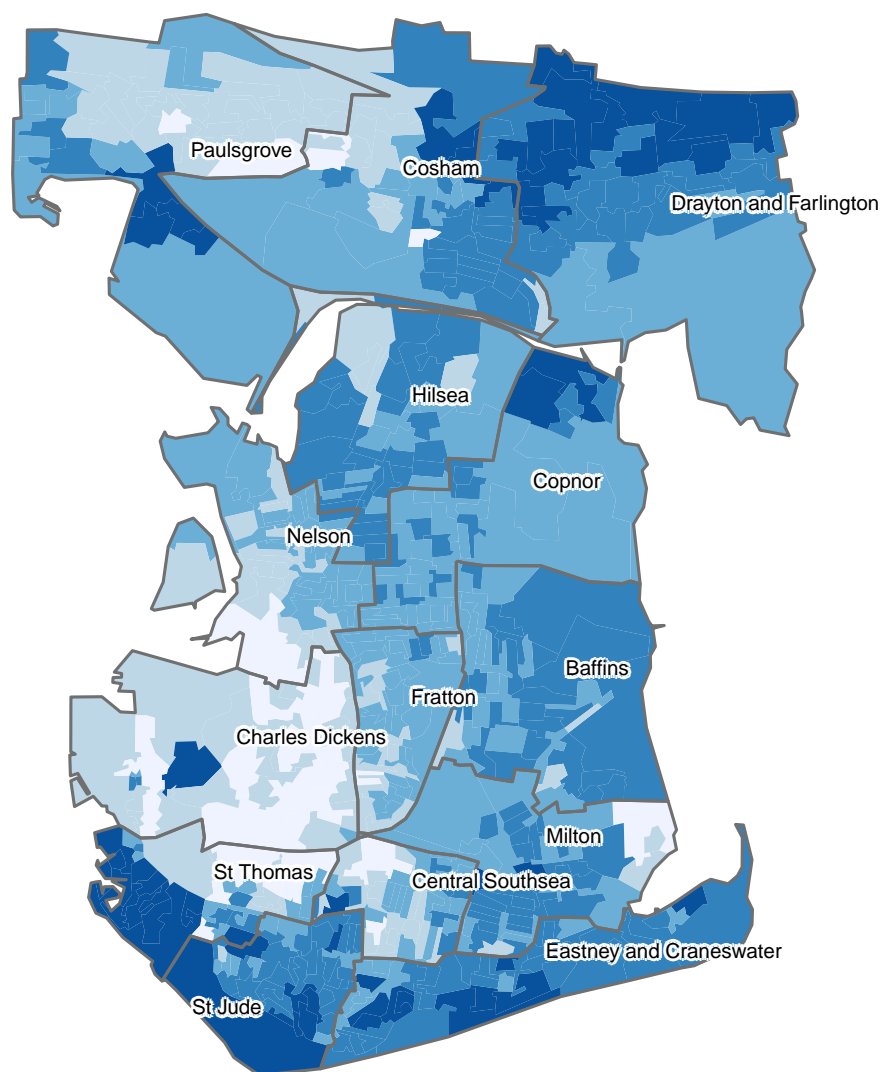 Paulsgrove
Cosham
Drayton and Farlington
Hilsea
Copnor
Nelson
Baffins
Fratton
Charles Dickens
Milton
St Thomas
Central Southsea
Eastney and Craneswater
St Jude